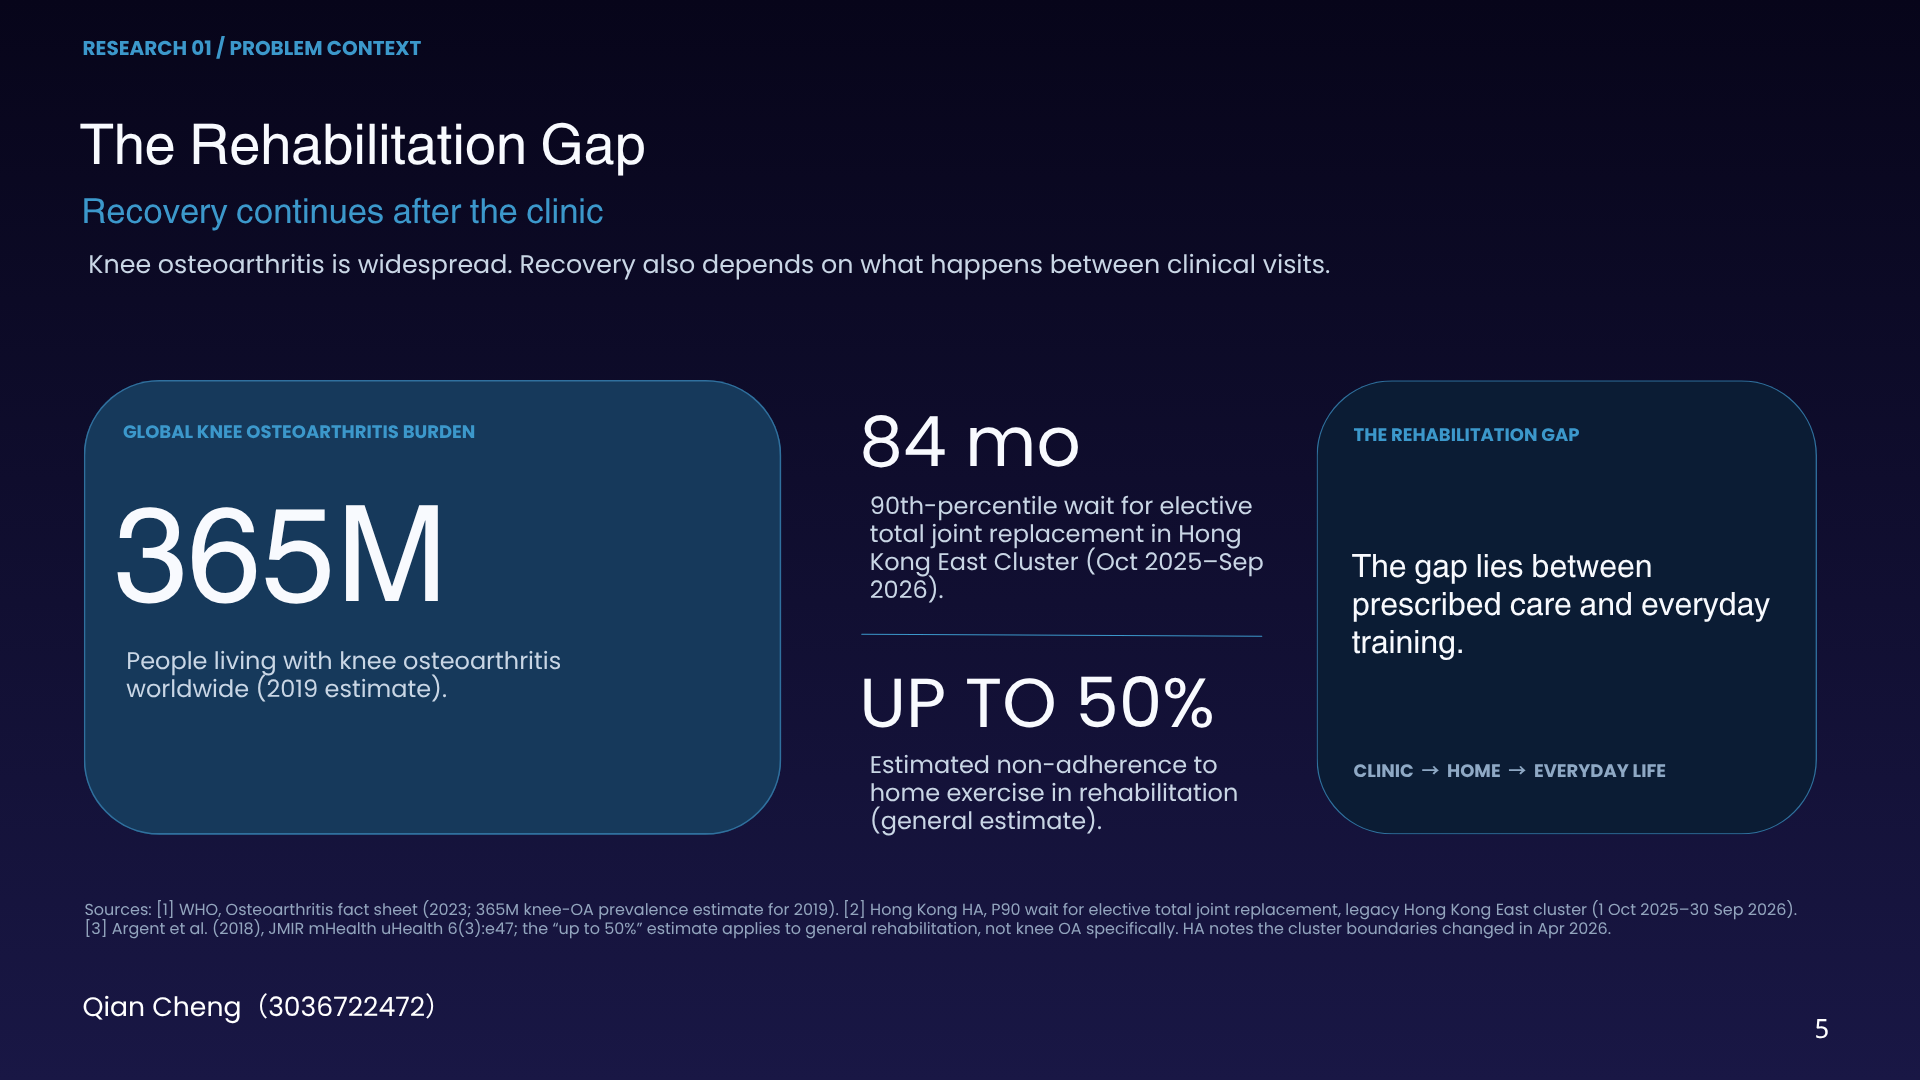 RESEARCH 01 / PROBLEM CONTEXT
The Rehabilitation Gap
Recovery continues after the clinic
Knee osteoarthritis is widespread. Recovery also depends on what happens between clinical visits.
GLOBAL KNEE OSTEOARTHRITIS BURDEN
365M
People living with knee osteoarthritis
worldwide (2019 estimate).
84 mo
90th-percentile wait for elective
total joint replacement in Hong
Kong East Cluster (Oct 2025–Sep
2026).
UP TO 50%
Estimated non-adherence to
home exercise in rehabilitation
(general estimate).
THE REHABILITATION GAP
The gap lies between
prescribed care and everyday
training.
CLINIC → HOME → EVERYDAY LIFE
Sources: [1] WHO, Osteoarthritis fact sheet (2023; 365M knee-OA prevalence estimate for 2019). [2] Hong Kong HA, P90 wait for elective total joint replacement, legacy Hong Kong East cluster (1 Oct 2025–30 Sep 2026).
[3] Argent et al. (2018), JMIR mHealth uHealth 6(3):e47; the “up to 50%” estimate applies to general rehabilitation, not knee OA specifically. HA notes the cluster boundaries changed in Apr 2026.
Qian Cheng（3036722472）
5